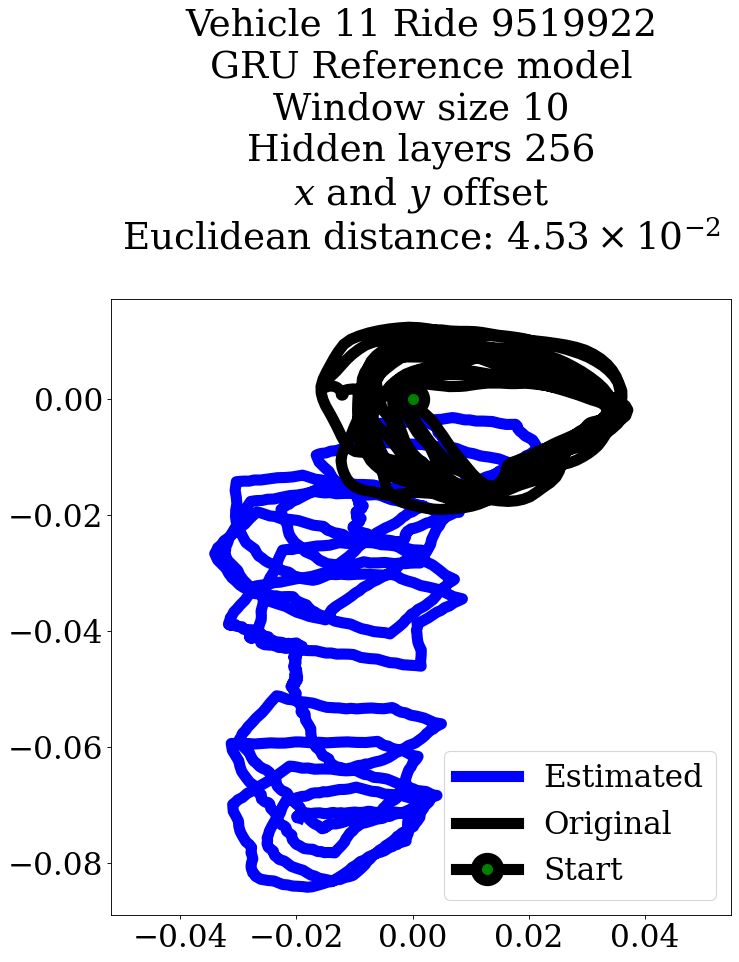 Vehicle 11 Ride 9519922
GRU Reference model
Window size 10
Hidden layers 256
x and y offset
Euclidean distance: 4.53 × 10⁻²
0.00
−0.02
−0.04
−0.06
−0.08
Estimated
Original
Start
−0.04 −0.02 0.00 0.02 0.04